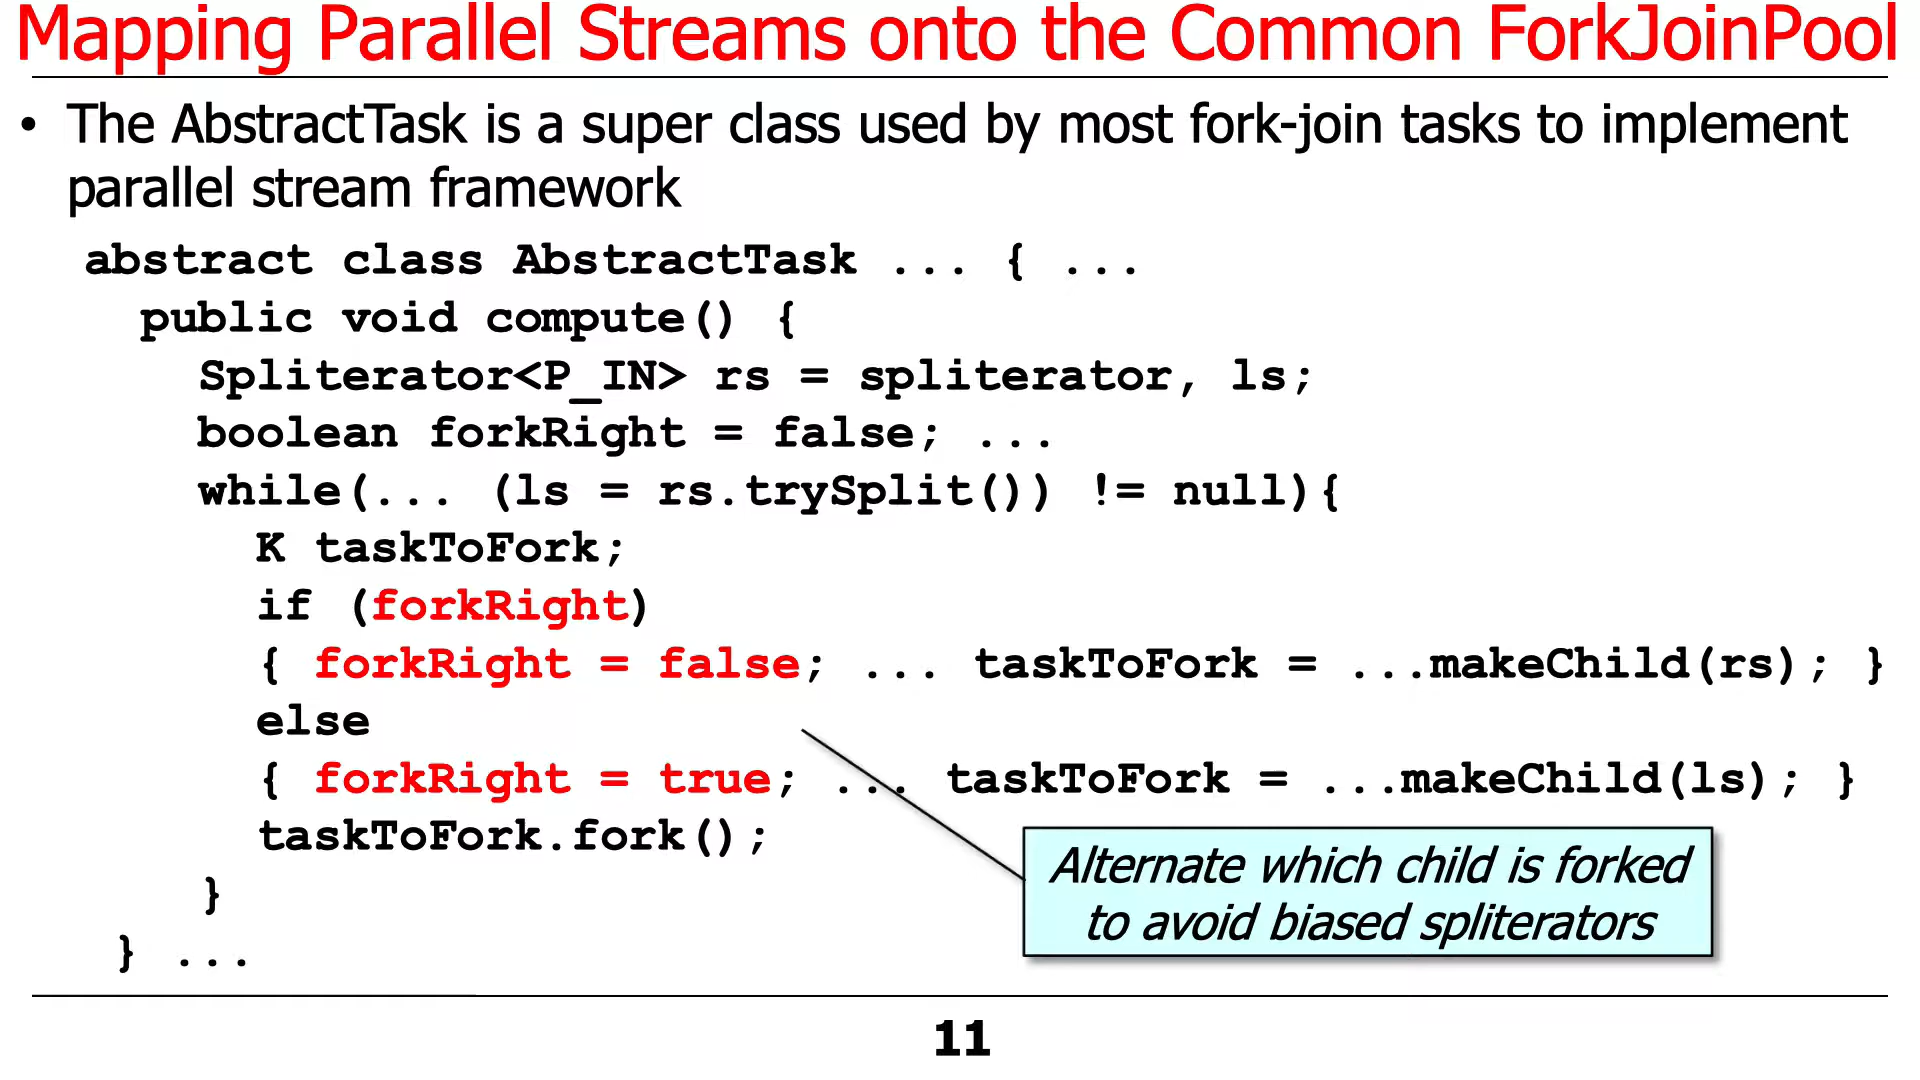 Mapping Parallel Streams onto the Common ForkJoinPool
• The AbstractTask is a super class used by most fork-join tasks to implement
parallel stream framework
abstract class AbstractTask ... { ...
public void compute() {
Spliterator<P_IN> rs = spliterator, ls;
boolean forkRight = false; ...
while(... (ls = rs.trySplit()) != null){
K taskToFork;
if (forkRight)
{ forkRight = false; ... taskToFork = ...makeChild(rs); }
else
{ forkRight = true; ... taskToFork = ...makeChild(ls); }
taskToFork.fork();
}
} ...
Alternate which child is forked
to avoid biased spliterators
11